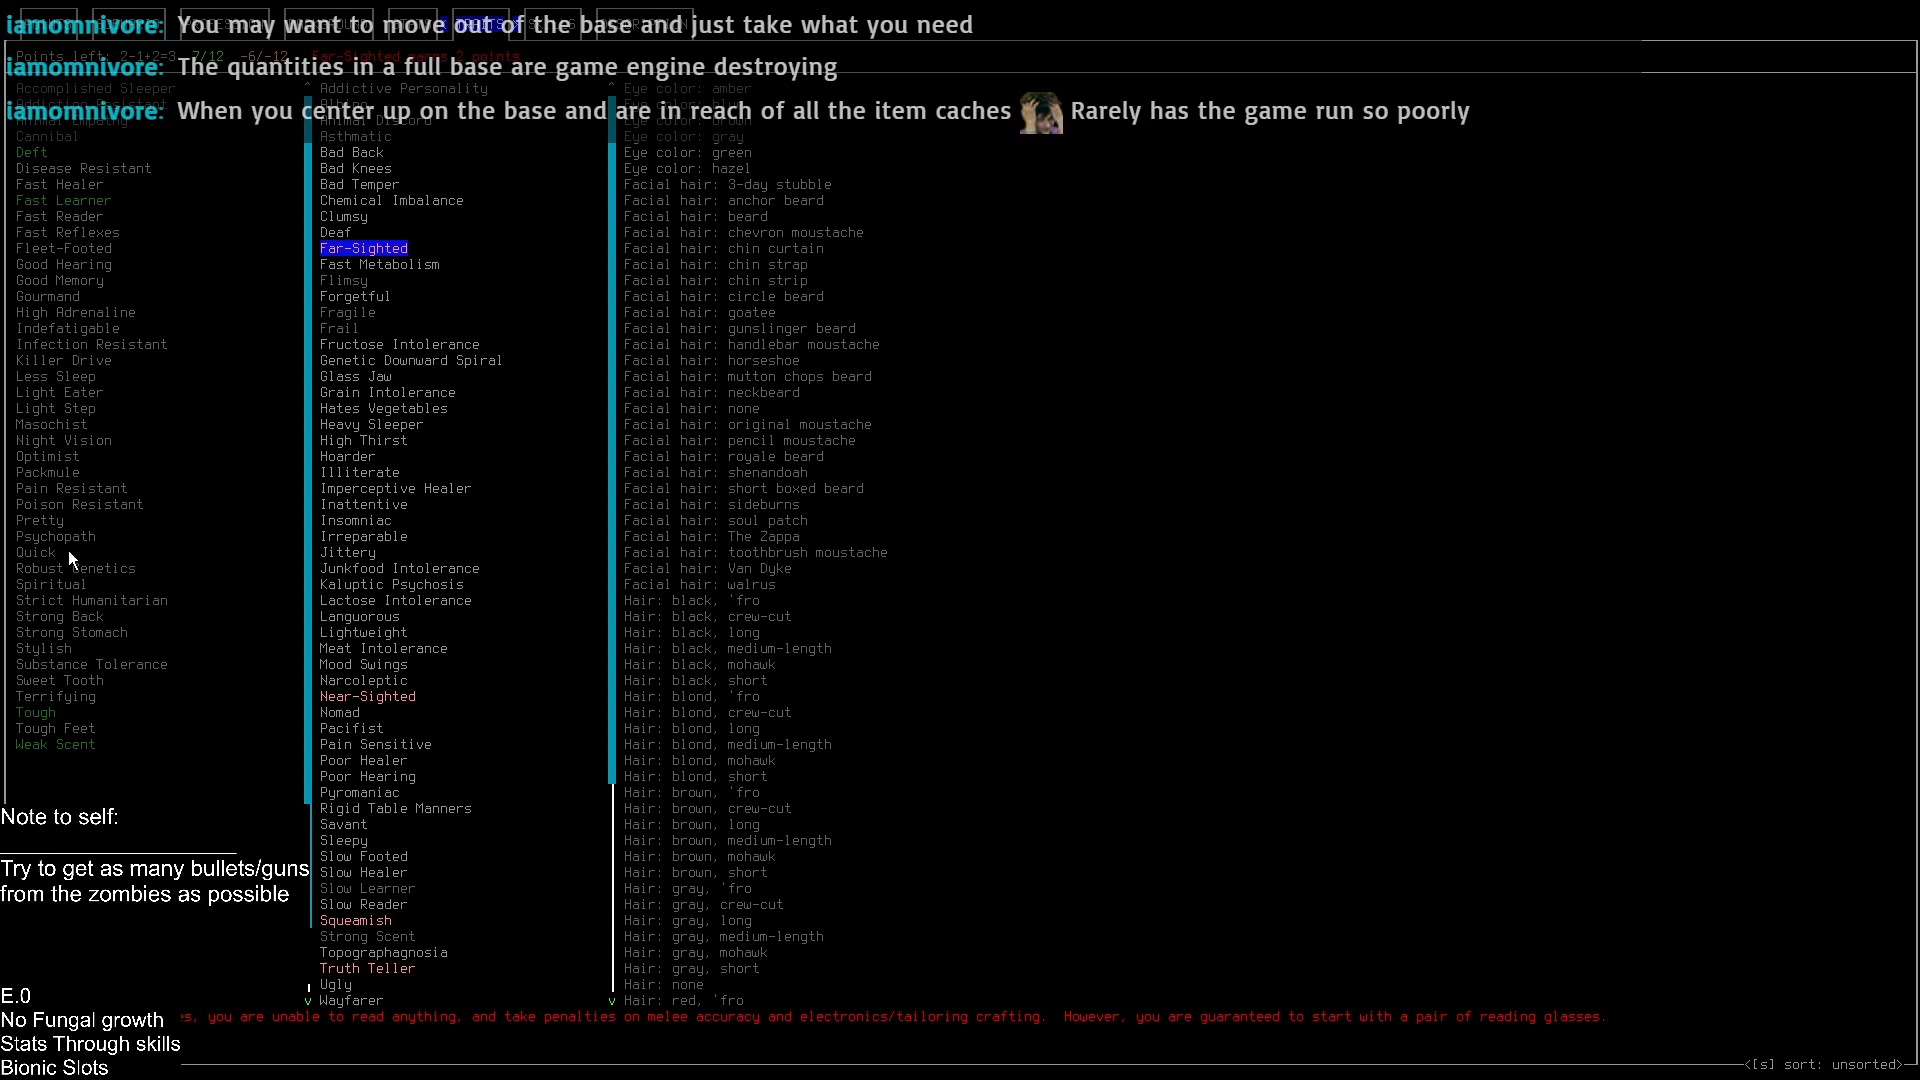 iamomnivore: You may want to move out of the base and just take what you need
TRAITS
Points left: 2-1+2=3 7/12 -6/-12 Far-Sighted earns 2 points
iamomnivore: The quantities in a full base are game engine destroying
iamomnivore: When you center up on the base and are in reach of all the item caches Rarely has the game run so poorly
Accomplished Sleeper
Cannibal
Deft
Disease Resistant
Fast Healer
Fast Learner
Fast Reader
Fast Reflexes
Fleet-Footed
Good Hearing
Good Memory
Gourmand
High Adrenaline
Indefatigable
Infection Resistant
Killer Drive
Less Sleep
Light Eater
Light Step
Masochist
Night Vision
Optimist
Packmule
Pain Resistant
Poison Resistant
Pretty
Psychopath
Quick
Robust Genetics
Spiritual
Strict Humanitarian
Strong Back
Strong Stomach
Stylish
Substance Tolerance
Sweet Tooth
Terrifying
Tough
Tough Feet
Weak Scent
^ Addictive Personality
Asthmatic
Bad Back
Bad Knees
Bad Temper
Chemical Imbalance
Clumsy
Deaf
Far-Sighted
Fast Metabolism
Flimsy
Forgetful
Fragile
Frail
Fructose Intolerance
Genetic Downward Spiral
Glass Jaw
Grain Intolerance
Hates Vegetables
Heavy Sleeper
High Thirst
Hoarder
Illiterate
Imperceptive Healer
Inattentive
Insomniac
Irreparable
Jittery
Junkfood Intolerance
Kaluptic Psychosis
Lactose Intolerance
Languorous
Lightweight
Meat Intolerance
Mood Swings
Narcoleptic
Near-Sighted
Nomad
Pacifist
Pain Sensitive
Poor Healer
Poor Hearing
Pyromaniac
Rigid Table Manners
Savant
Sleepy
Slow Footed
Slow Healer
Slow Learner
Slow Reader
Squeamish
Strong Scent
Topographagnosia
Truth Teller
Ugly
v Wayfarer
^ Eye color: amber
Eye color: gray
Eye color: green
Eye color: hazel
Facial hair: 3-day stubble
Facial hair: anchor beard
Facial hair: beard
Facial hair: chevron moustache
Facial hair: chin curtain
Facial hair: chin strap
Facial hair: chin strip
Facial hair: circle beard
Facial hair: goatee
Facial hair: gunslinger beard
Facial hair: handlebar moustache
Facial hair: horseshoe
Facial hair: mutton chops beard
Facial hair: neckbeard
Facial hair: none
Facial hair: original moustache
Facial hair: pencil moustache
Facial hair: royale beard
Facial hair: shenandoah
Facial hair: short boxed beard
Facial hair: sideburns
Facial hair: soul patch
Facial hair: The Zappa
Facial hair: toothbrush moustache
Facial hair: Van Dyke
Facial hair: walrus
Hair: black, 'fro
Hair: black, crew-cut
Hair: black, long
Hair: black, medium-length
Hair: black, mohawk
Hair: black, short
Hair: blond, 'fro
Hair: blond, crew-cut
Hair: blond, long
Hair: blond, medium-length
Hair: blond, mohawk
Hair: blond, short
Hair: brown, 'fro
Hair: brown, crew-cut
Hair: brown, long
Hair: brown, medium-length
Hair: brown, mohawk
Hair: brown, short
Hair: gray, 'fro
Hair: gray, crew-cut
Hair: gray, long
Hair: gray, medium-length
Hair: gray, mohawk
Hair: gray, short
Hair: none
v Hair: red, 'fro
Note to self:
Try to get as many bullets/guns
from the zombies as possible
E.0
No Fungal growth
Stats Through skills
Bionic Slots
s, you are unable to read anything, and take penalties on melee accuracy and electronics/tailoring crafting. However, you are guaranteed to start with a pair of reading glasses.
<[s] sort: unsorted>